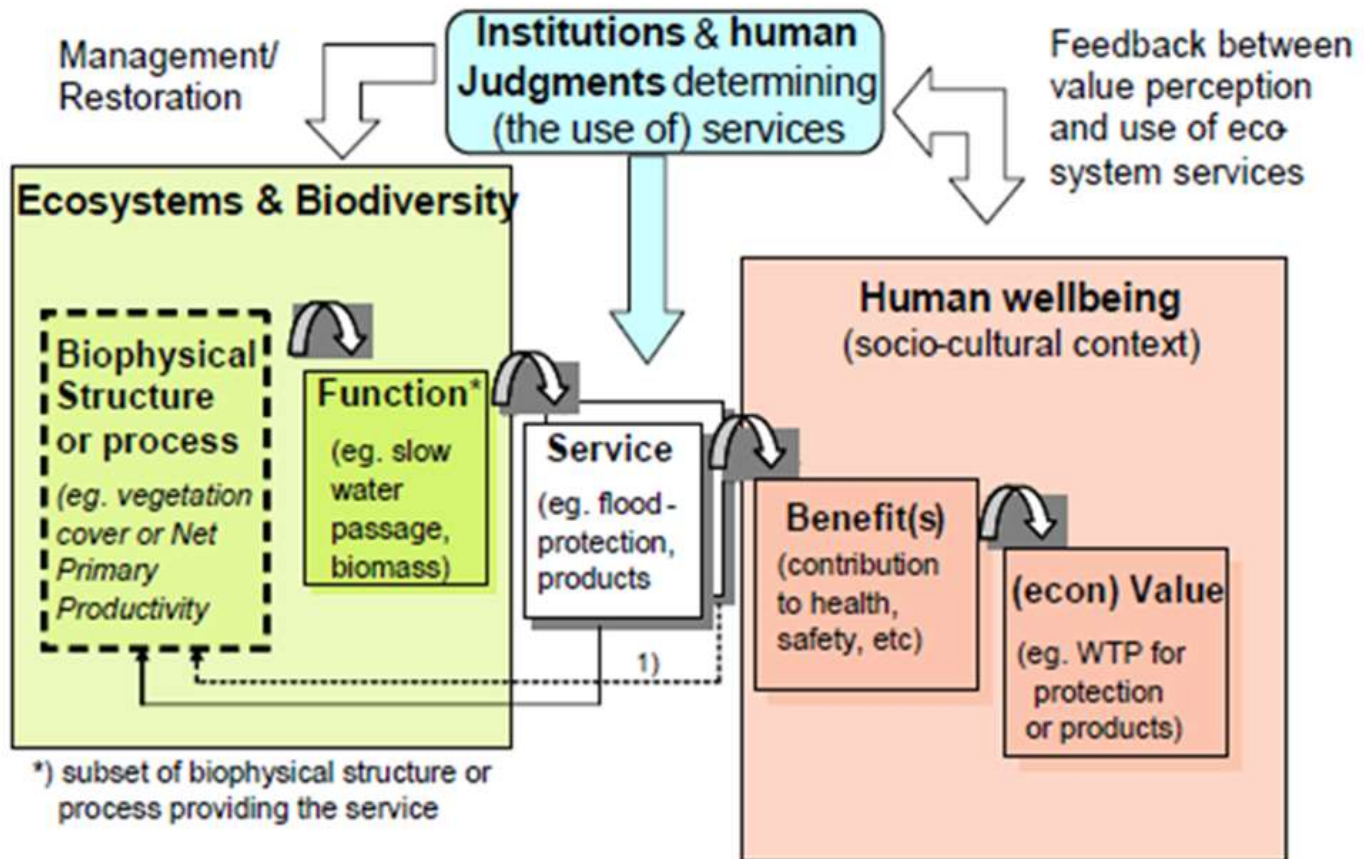 Management/
Restoration
Institutions & human
Judgments determining
(the use of) services
Feedback between
value perception
and use of eco-
system services
Ecosystems & Biodiversity
Biophysical
Structure
or process
(eg. vegetation
cover or Net
Primary
Productivity
Function*
(eg. slow
water
passage,
biomass)
Service
(eg. flood-
protection,
products
1)
Human wellbeing
(socio-cultural context)
Benefit(s)
(contribution
to health,
safety, etc)
(econ) Value
(eg. WTP for
protection
or products)
*) subset of biophysical structure or
process providing the service